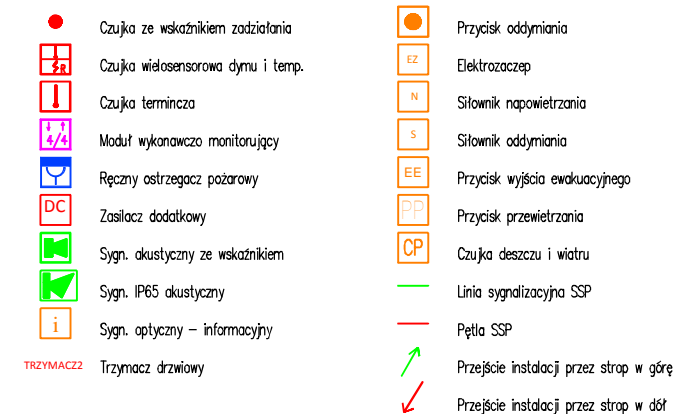 Czujka ze wskaźnikiem zadziałania
R Czujka wielosensorowa dymu i temp.
Czujka termincza
4/4 Moduł wykonawczo monitorujący
Ręczny ostrzegacz pożarowy
DC Zasilacz dodatkowy
Sygn. akustyczny ze wskaźnikiem
Sygn. IP65 akustyczny
i Sygn. optyczny – informacyjny
TRZYMACZ2 Trzymacz drzwiowy
Przycisk oddymiania
EZ Elektrozaczep
N Siłownik napowietrzania
S Siłownik oddymiania
EE Przycisk wyjścia ewakuacyjnego
PP Przycisk przewietrzania
CP Czujka deszczu i wiatru
Linia sygnalizacyjna SSP
Pętla SSP
Przejście instalacji przez strop w górę
Przejście instalacji przez strop w dół